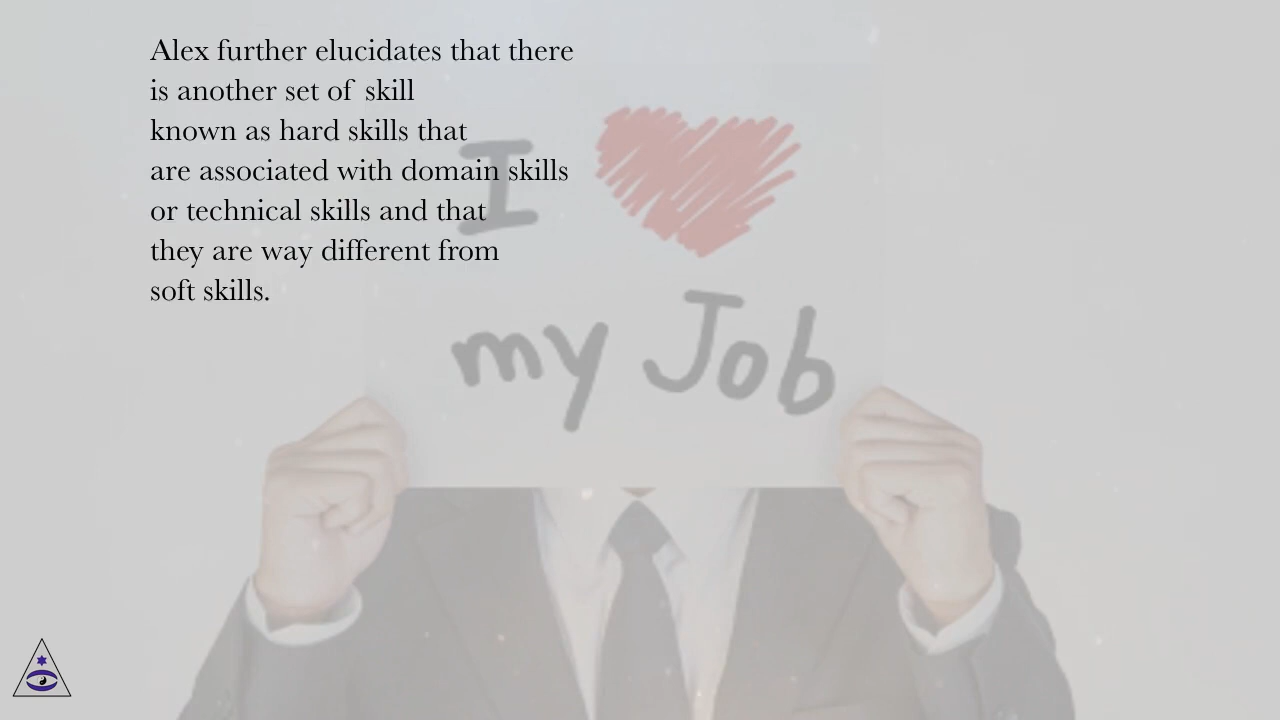 Alex further elucidates that there
is another set of skill
known as hard skills that
are associated with domain skills
or technical skills and that
they are way different from
soft skills.
I
my Job